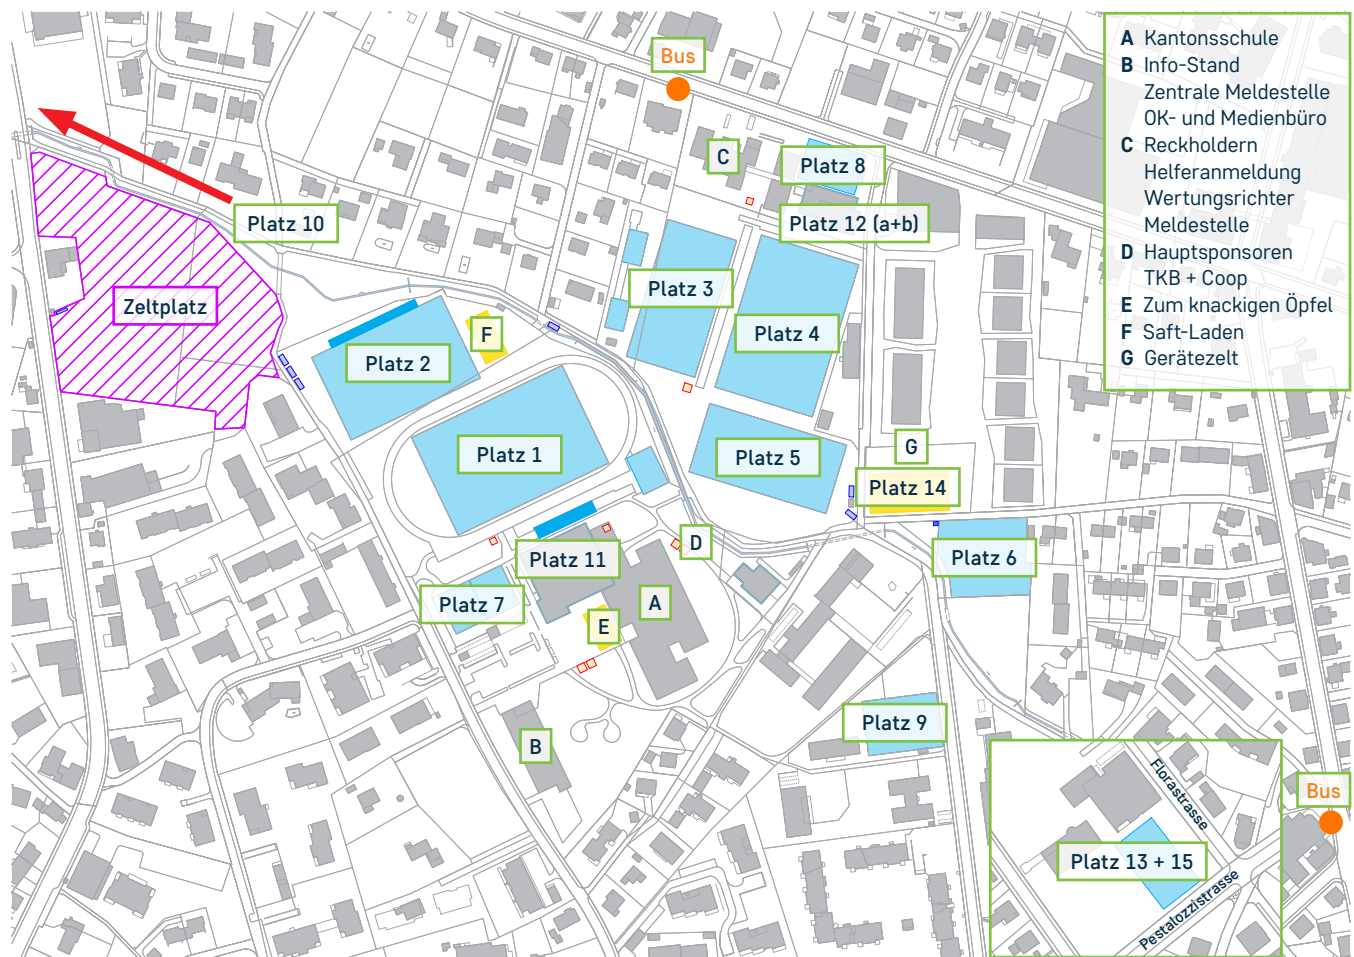 Bus
A Kantonsschule
B Info-Stand
Zentrale Meldestelle
OK- und Medienbüro
C Reckholdern
Helferanmeldung
Wertungsrichter
Meldestelle
D Hauptsponsoren
TKB + Coop
E Zum knackigen Öpfel
F Saft-Laden
G Gerätezelt
C
Platz 8
Platz 10
Platz 12 (a+b)
Zeltplatz
Platz 3
F
Platz 4
Platz 2
Platz 1
Platz 5
G
Platz 14
D
Platz 11
Platz 6
Platz 7
A
E
B
Platz 9
Florastrasse
Bus
Platz 13 + 15
Pestalozzistrasse